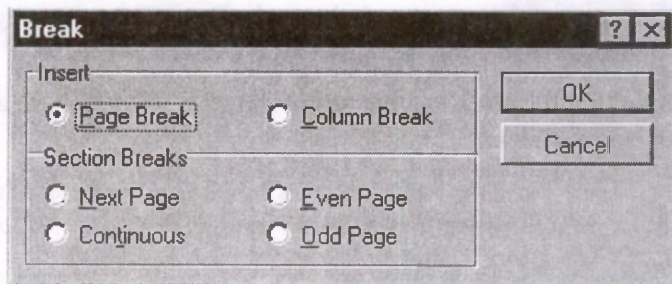 Break
? X
Insert
Page Break Column Break
OK
Cancel
Section Breaks
Next Page Even Page
Continuous Odd Page